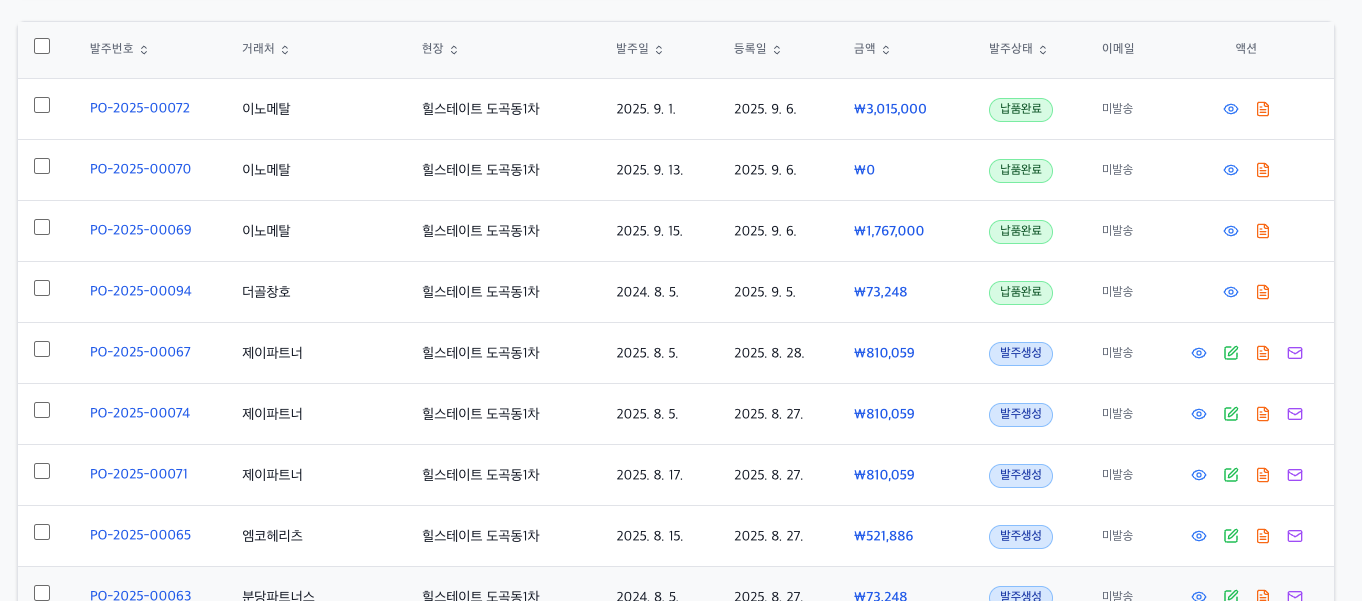 발주번호 거래처 현장 발주일 등록일 금액 발주상태 이메일 액션
PO-2025-00072 이노메탈 힐스테이트 도곡동1차 2025. 9. 1. 2025. 9. 6. ₩3,015,000 납품완료 미발송
PO-2025-00070 이노메탈 힐스테이트 도곡동1차 2025. 9. 13. 2025. 9. 6. ₩0 납품완료 미발송
PO-2025-00069 이노메탈 힐스테이트 도곡동1차 2025. 9. 15. 2025. 9. 6. ₩1,767,000 납품완료 미발송
PO-2025-00094 더골창호 힐스테이트 도곡동1차 2024. 8. 5. 2025. 9. 5. ₩73,248 납품완료 미발송
PO-2025-00067 제이파트너 힐스테이트 도곡동1차 2025. 8. 5. 2025. 8. 28. ₩810,059 발주생성 미발송
PO-2025-00074 제이파트너 힐스테이트 도곡동1차 2025. 8. 5. 2025. 8. 27. ₩810,059 발주생성 미발송
PO-2025-00071 제이파트너 힐스테이트 도곡동1차 2025. 8. 17. 2025. 8. 27. ₩810,059 발주생성 미발송
PO-2025-00065 엠코헤리츠 힐스테이트 도곡동1차 2025. 8. 15. 2025. 8. 27. ₩521,886 발주생성 미발송
PO-2025-00063 분당파트너스 힐스테이트 도곡동1차 2024. 8. 5. 2025. 8. 27. ₩73,248 발주생성 미발송